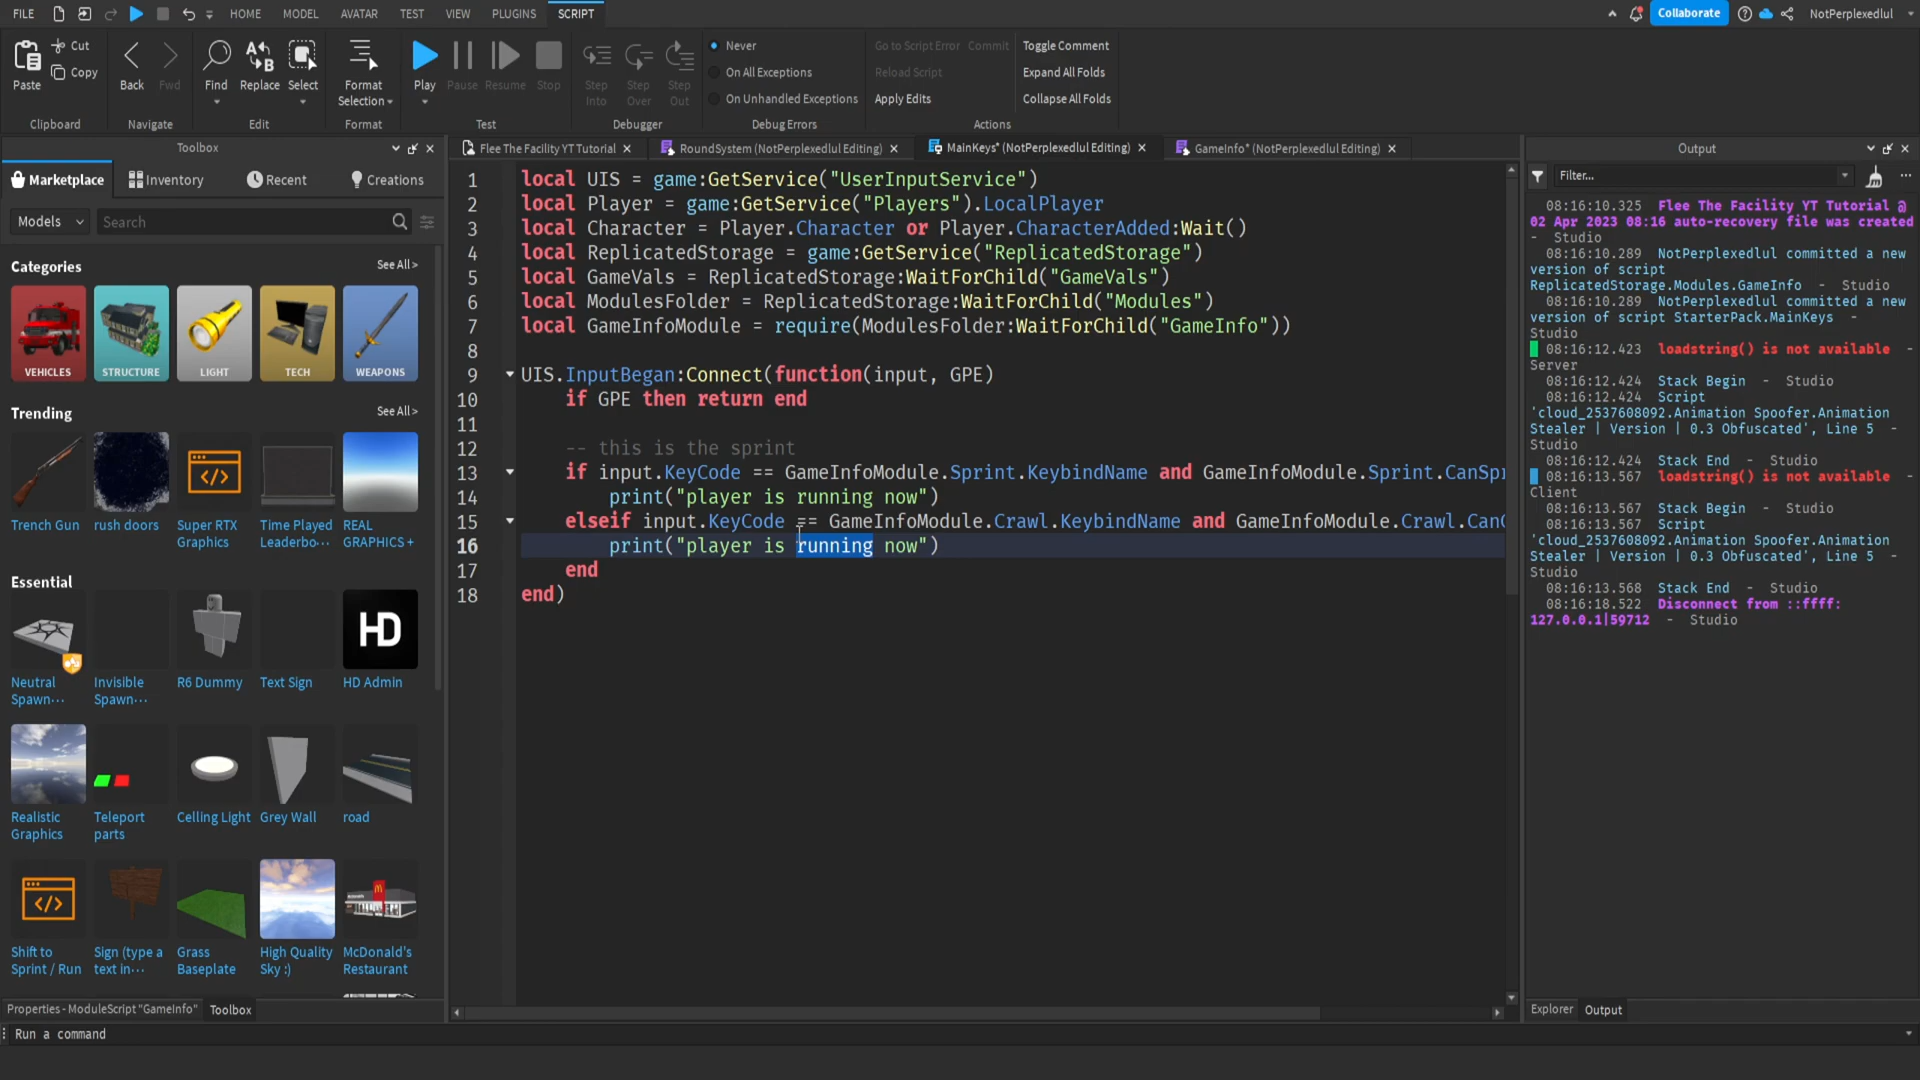 FILE HOME MODEL AVATAR TEST VIEW PLUGINS SCRIPT Collaborate NotPerplexedlul
Paste Cut Copy Clipboard
Back Fwd Navigate
Find Replace Select Edit
Format Selection Format
Play Pause Resume Stop Test
Step Into Step Over Step Out Debugger
Never
On All Exceptions
On Unhandled Exceptions
Debug Errors
Go to Script Error Commit
Reload Script
Apply Edits
Toggle Comment
Expand All Folds
Collapse All Folds
Actions
Toolbox
Marketplace Inventory Recent Creations
Models Search
Categories See All >
VEHICLES STRUCTURE LIGHT TECH WEAPONS
Trending See All >
Trench Gun
rush doors
Super RTX Graphics
Time Played Leaderbo···
REAL GRAPHICS +
Essential
HD
Neutral Spawn···
Invisible Spawn···
R6 Dummy
Text Sign
HD Admin
Realistic Graphics
Teleport parts
Celling Light
Grey Wall
road
Shift to Sprint / Run
Sign (type a text in···
Grass Baseplate
High Quality Sky :)
McDonald's Restaurant
Properties - ModuleScript "GameInfo" Toolbox
Run a command
Flee The Facility YT Tutorial × RoundSystem (NotPerplexedlul Editing) × MainKeys* (NotPerplexedlul Editing) × GameInfo* (NotPerplexedlul Editing) ×
1 local UIS = game:GetService("UserInputService")
2 local Player = game:GetService("Players").LocalPlayer
3 local Character = Player.Character or Player.CharacterAdded:Wait()
4 local ReplicatedStorage = game:GetService("ReplicatedStorage")
5 local GameVals = ReplicatedStorage:WaitForChild("GameVals")
6 local ModulesFolder = ReplicatedStorage:WaitForChild("Modules")
7 local GameInfoModule = require(ModulesFolder:WaitForChild("GameInfo"))
8
9 UIS.InputBegan:Connect(function(input, GPE)
10 if GPE then return end
11
12 -- this is the sprint
13 if input.KeyCode == GameInfoModule.Sprint.KeybindName and GameInfoModule.Sprint.CanSpr
14 print("player is running now")
15 elseif input.KeyCode == GameInfoModule.Crawl.KeybindName and GameInfoModule.Crawl.Can
16 print("player is running now")
17 end
18 end)
Output
Filter...
08:16:10.325 Flee The Facility YT Tutorial @
02 Apr 2023 08:16 auto-recovery file was created
- Studio
08:16:10.289 NotPerplexedlul committed a new
version of script
ReplicatedStorage.Modules.GameInfo - Studio
08:16:10.289 NotPerplexedlul committed a new
version of script StarterPack.MainKeys -
Studio
08:16:12.423 loadstring() is not available -
Server
08:16:12.424 Stack Begin - Studio
08:16:12.424 Script
'cloud_2537608092.Animation Spoofer.Animation
Stealer | Version | 0.3 Obfuscated', Line 5 -
Studio
08:16:12.424 Stack End - Studio
08:16:13.567 loadstring() is not available -
Client
08:16:13.567 Stack Begin - Studio
08:16:13.567 Script
'cloud_2537608092.Animation Spoofer.Animation
Stealer | Version | 0.3 Obfuscated', Line 5 -
Studio
08:16:13.568 Stack End - Studio
08:16:18.522 Disconnect from ::ffff:
127.0.0.1|59712 - Studio
Explorer Output